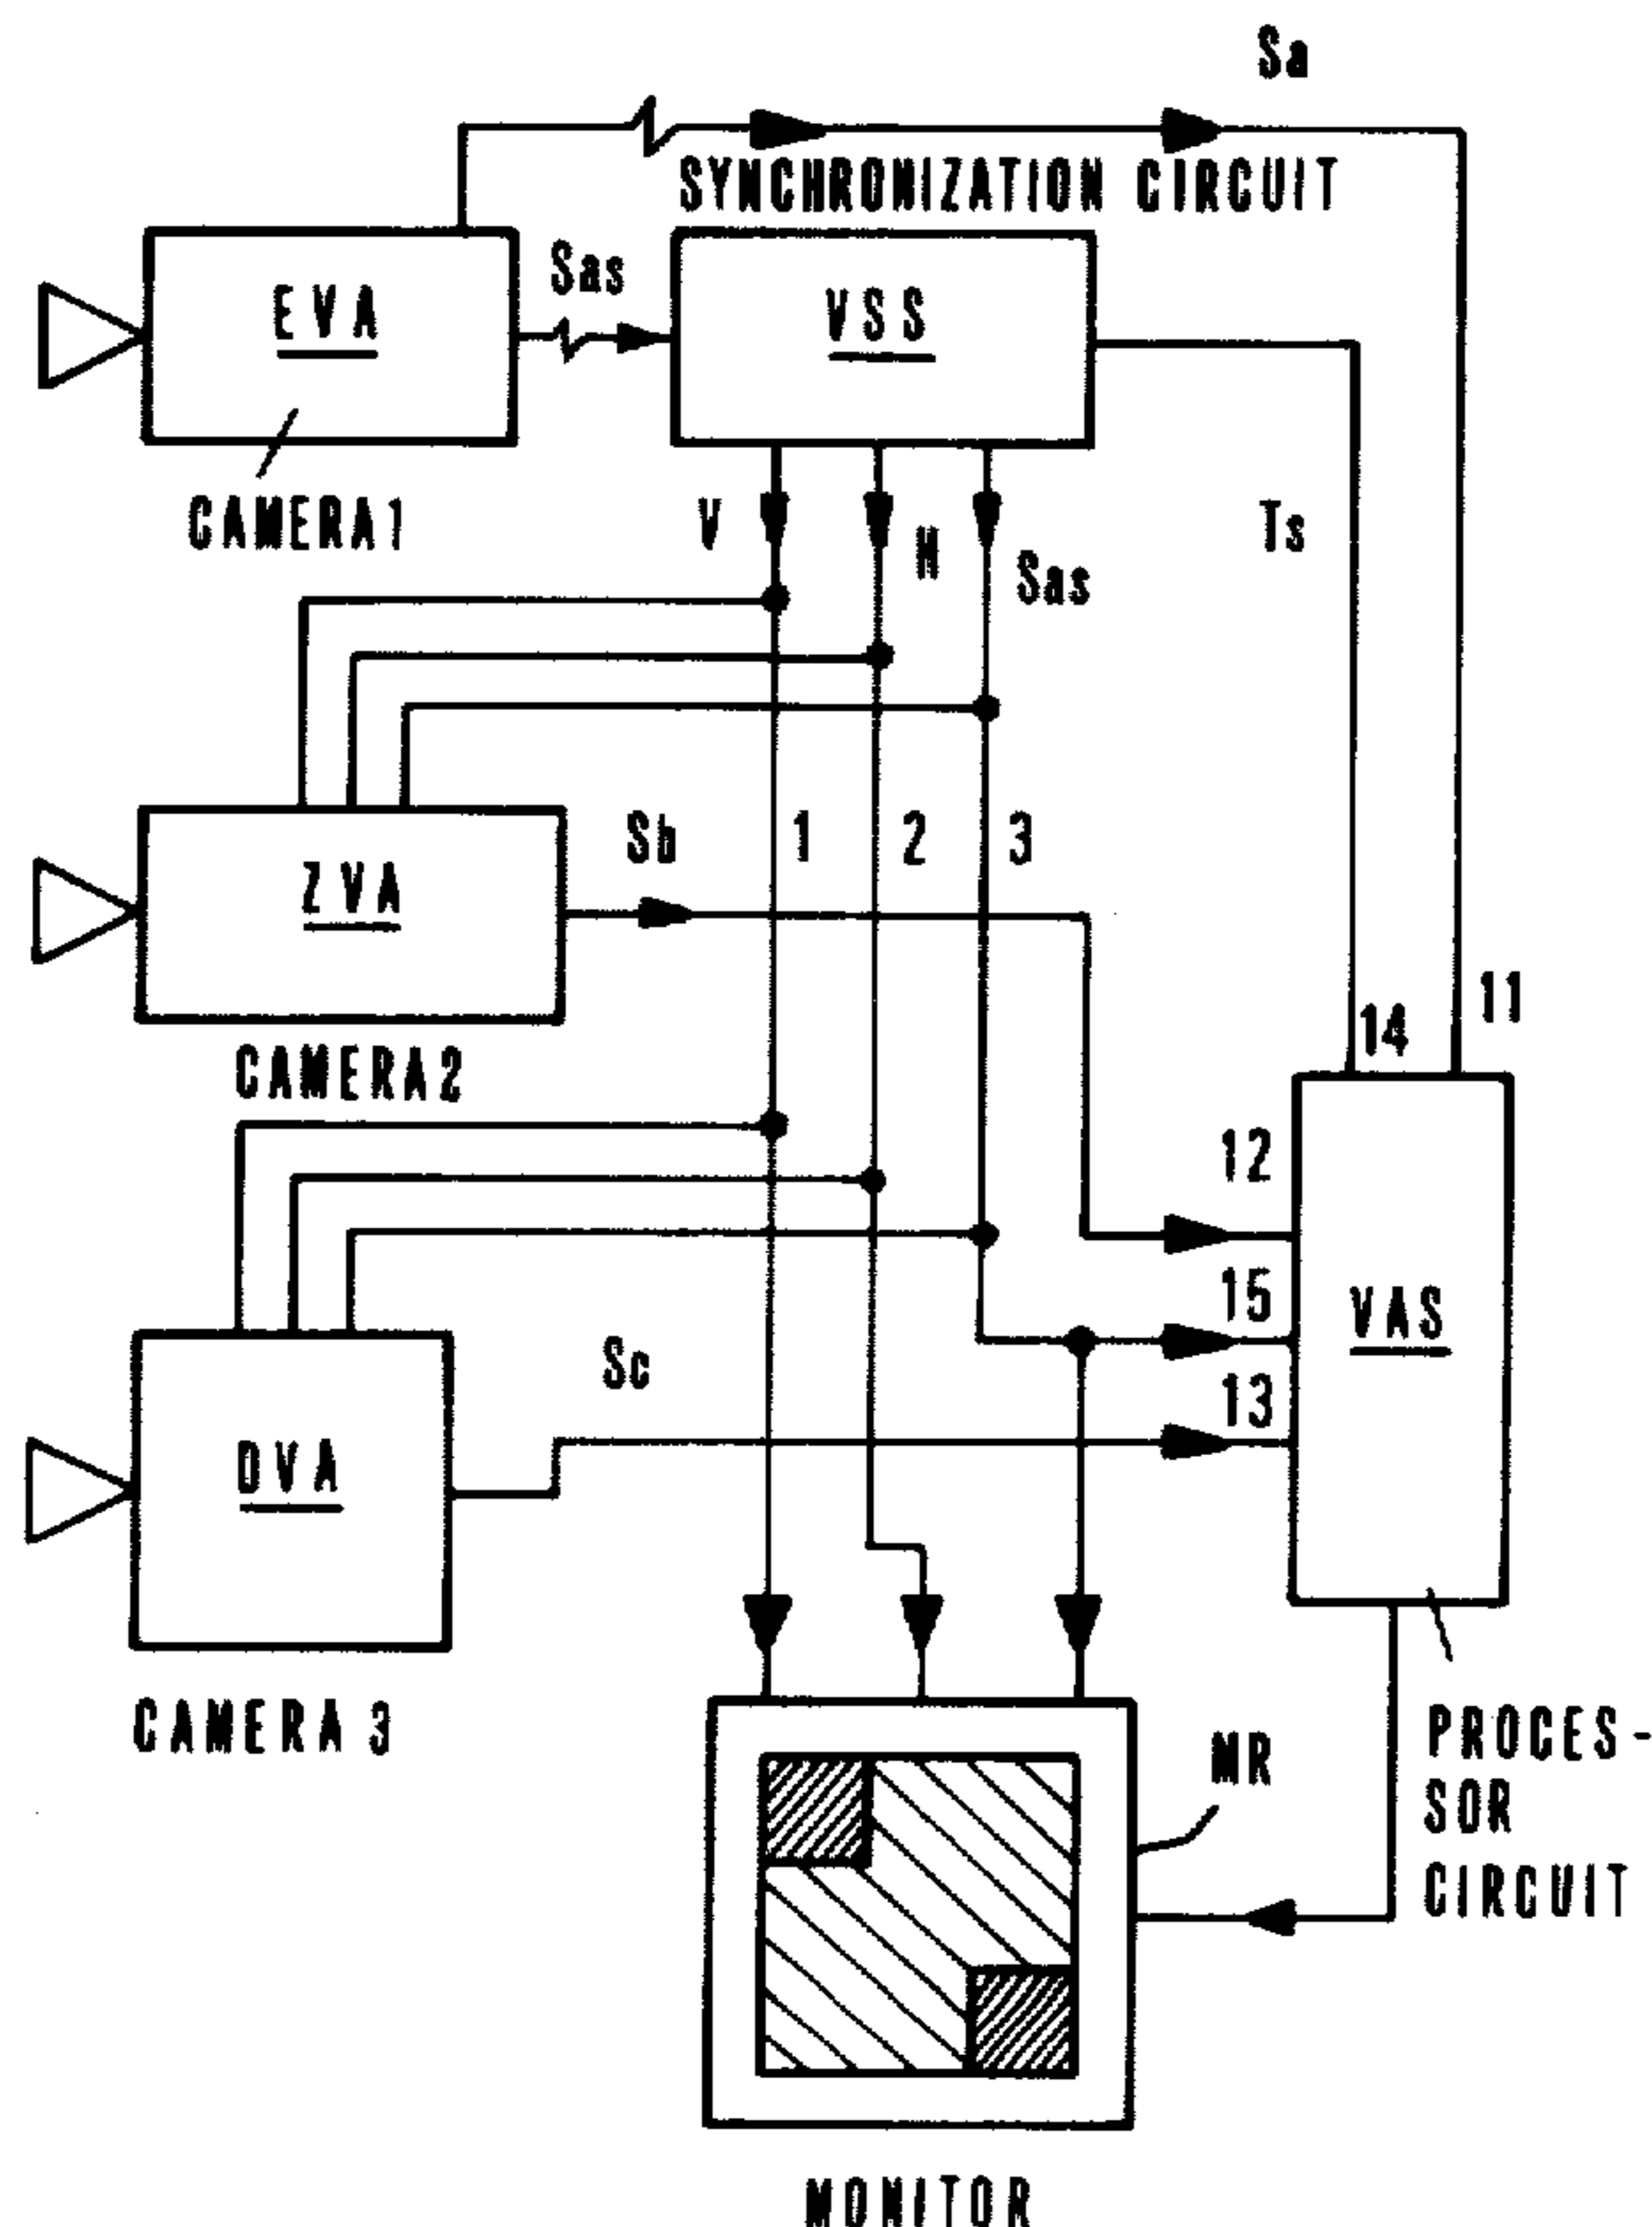 Sa
SYNCHRONIZATION CIRCUIT
EVA
Sas
VSS
CAMERA1
V
H
Sas
Ts
Sb
1
2
3
ZVA
CAMERA2
14
11
12
15
13
VAS
Sc
DVA
CAMERA 3
MR
PROCES-
SOR
CIRCUIT
MONITOR